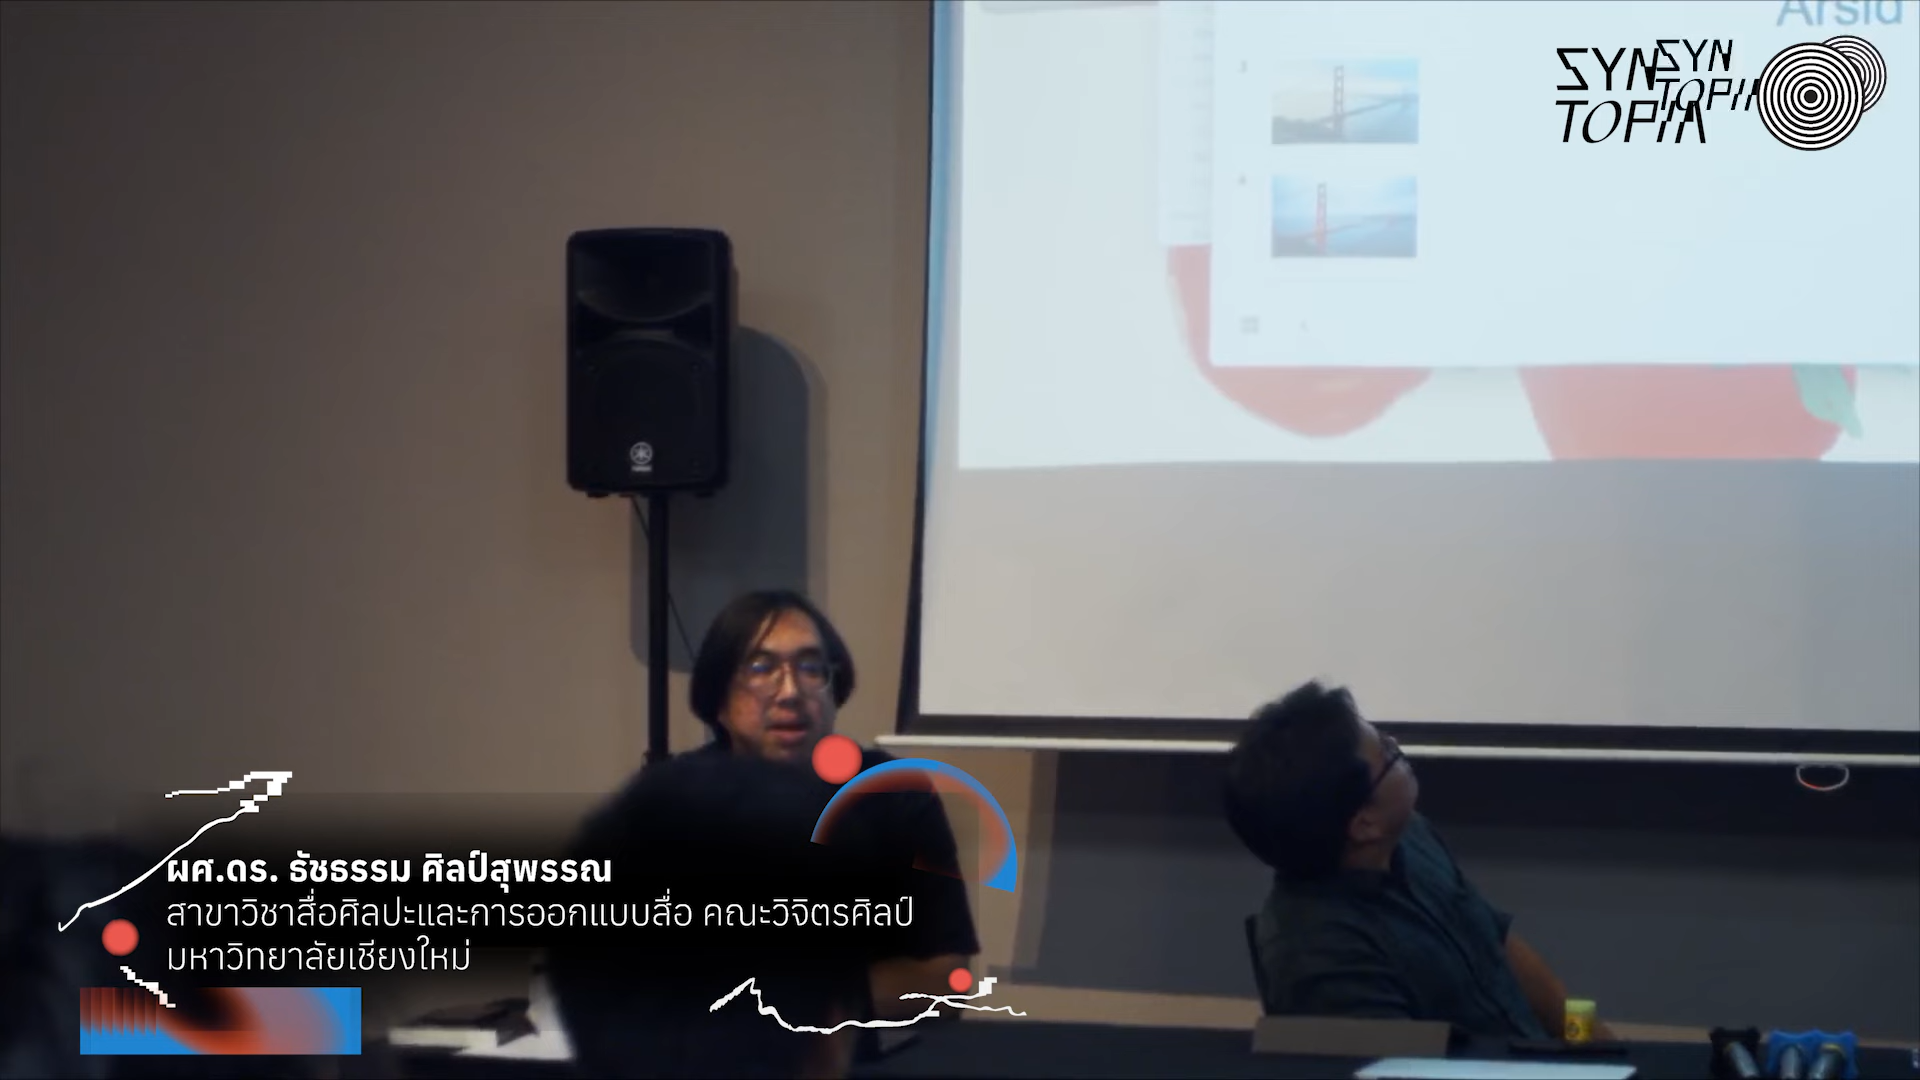 Arsid
SYN
TOPIA
SYN
TOPIA
YAMAHA
ผศ.ดร. ธัชธรรม ศิลป์สุพรรณ
สาขาวิชาสื่อศิลปะและการออกแบบสื่อ คณะวิจิตรศิลป์
มหาวิทยาลัยเชียงใหม่